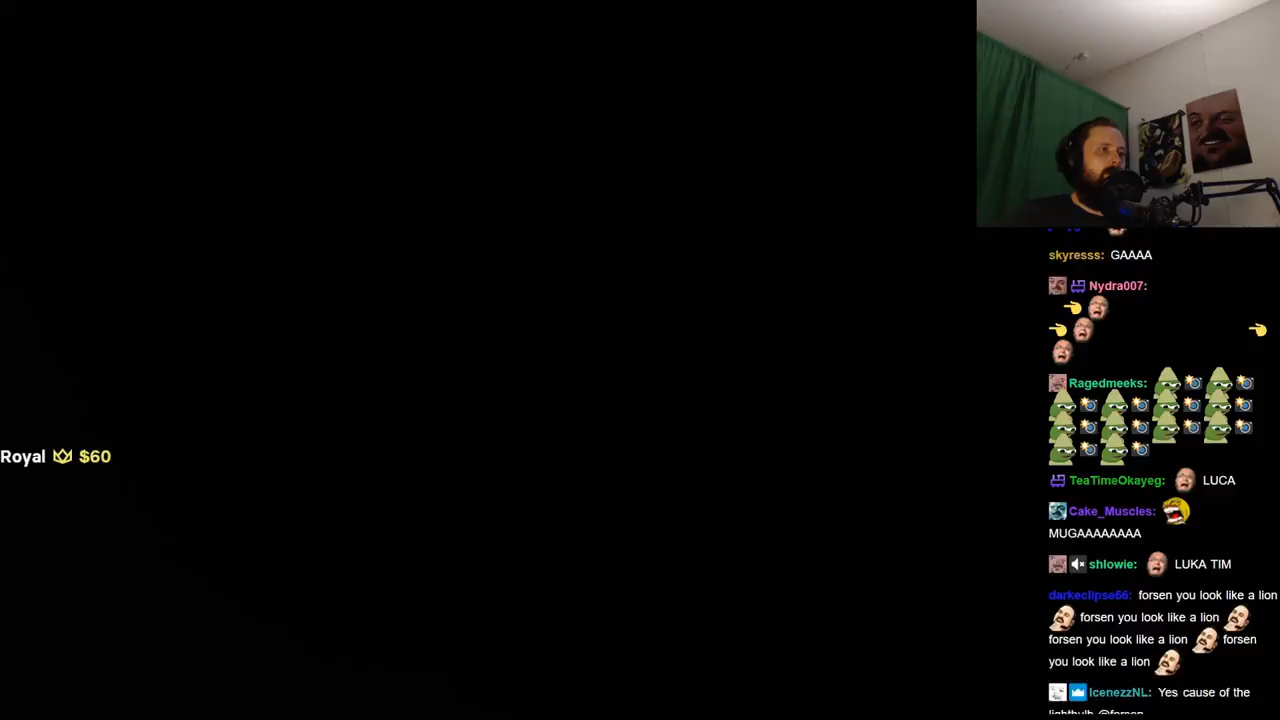 skyresss: GAAAA
Nydra007:
Ragedmeeks:
Royal $60
TeaTimeOkayeg: LUCA
Cake_Muscles:
MUGAAAAAAAA
shlowie: LUKA TIM
darkeclipse66: forsen you look like a lion
forsen you look like a lion
forsen you look like a lion forsen
you look like a lion
IcenezzNL: Yes cause of the
lightbulb @forsen